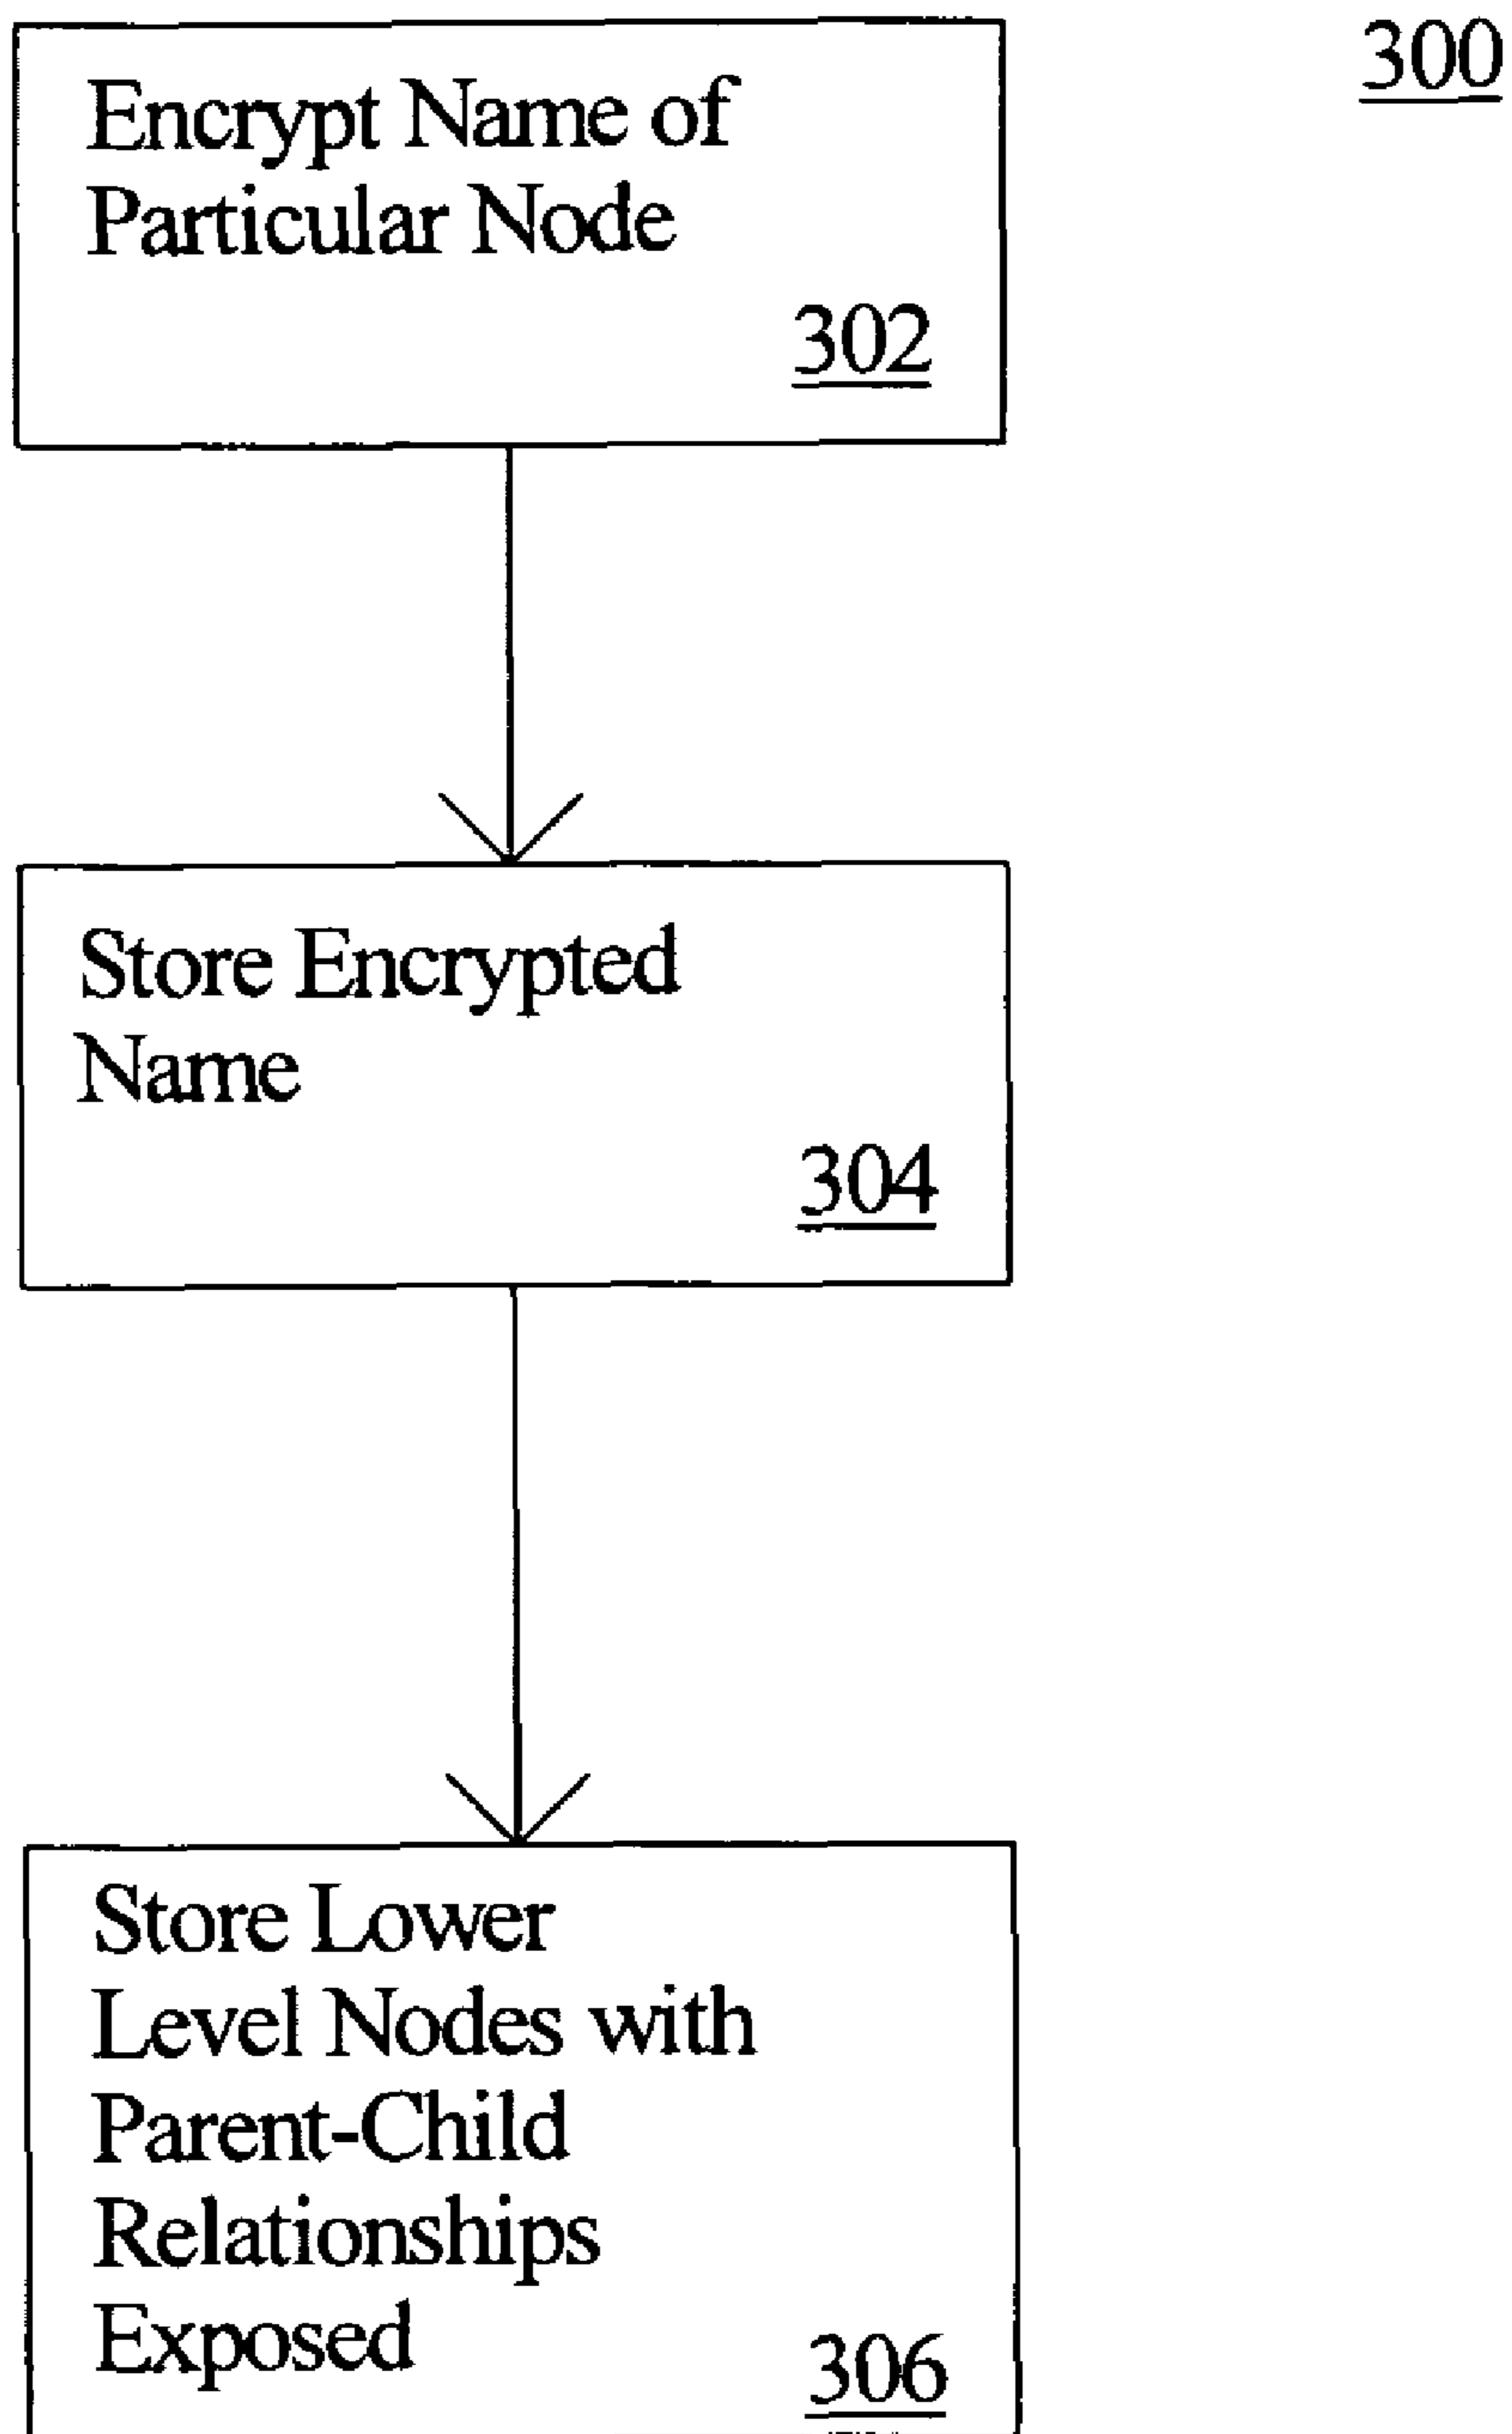 300
Encrypt Name of
Particular Node
302
Store Encrypted
Name
304
Store Lower
Level Nodes with
Parent-Child
Relationships
Exposed
306